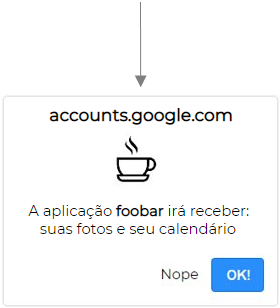 accounts.google.com
A aplicação foobar irá receber:
suas fotos e seu calendário
Nope OK!